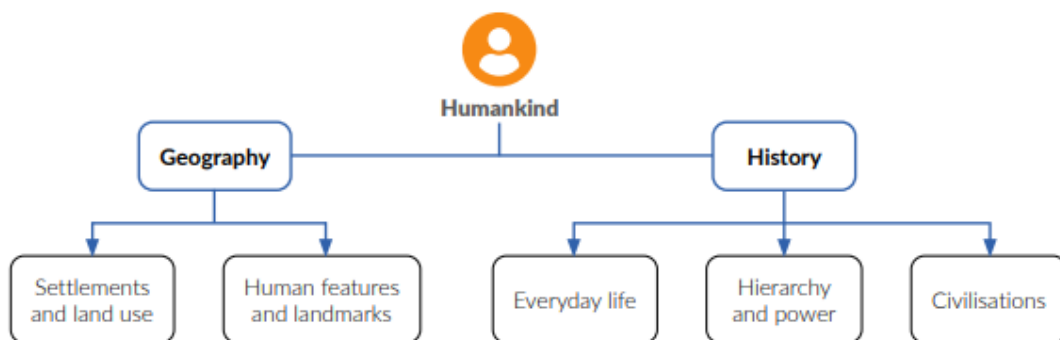 Humankind
Geography
History
Settlements
and land use
Human features
and landmarks
Everyday life
Hierarchy
and power
Civilisations